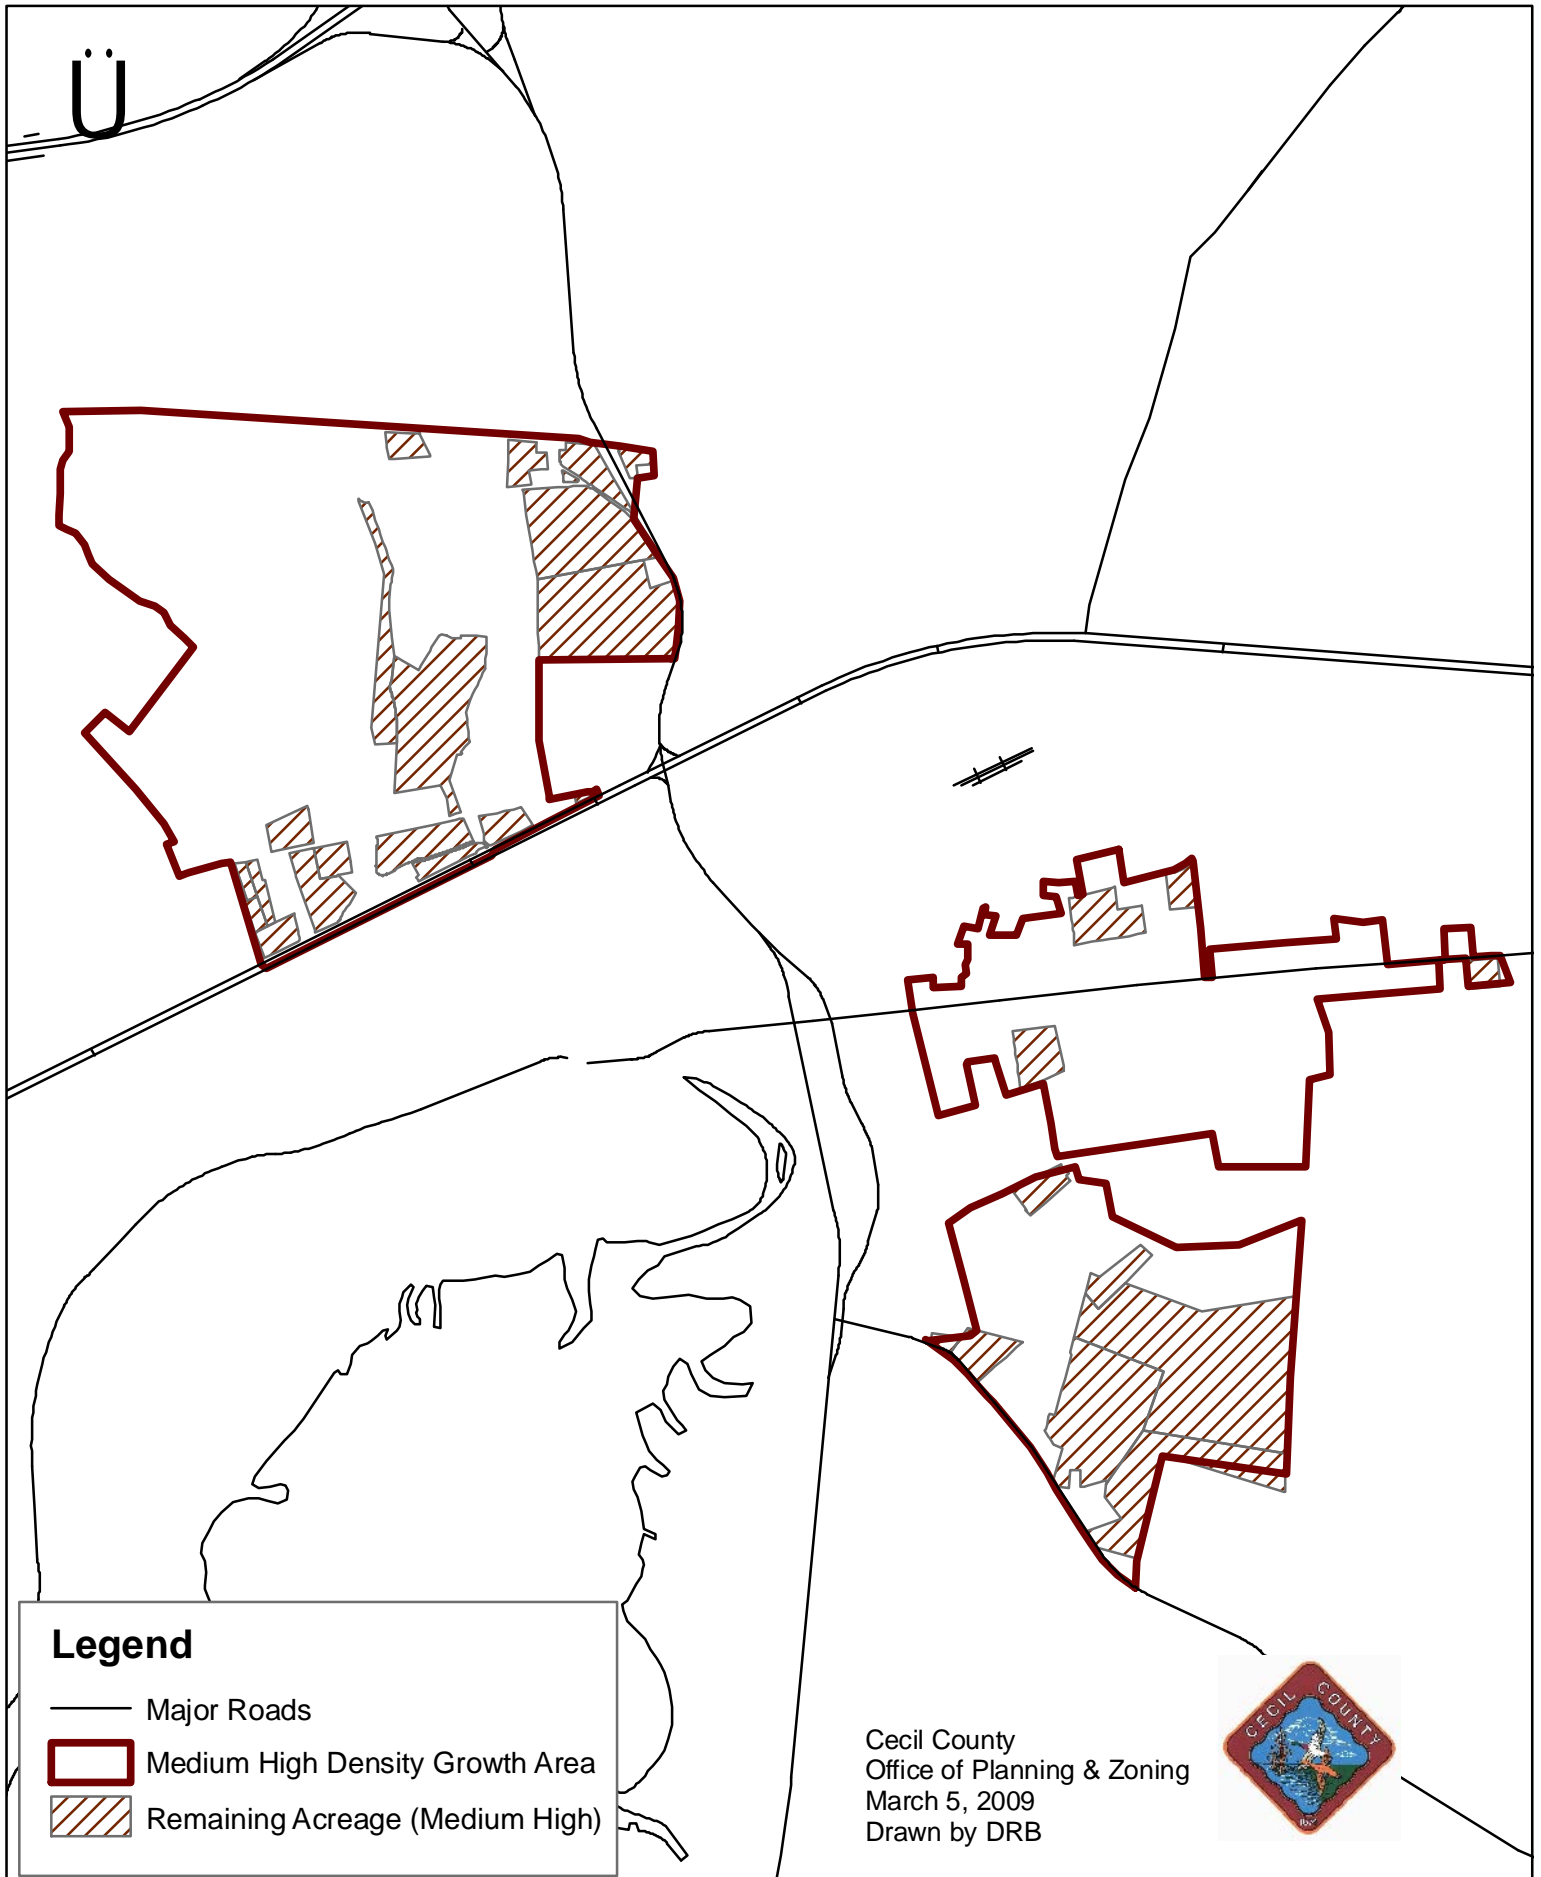 Ü
Legend
Major Roads
Medium High Density Growth Area
Remaining Acreage (Medium High)
Cecil County
Office of Planning & Zoning
March 5, 2009
Drawn by DRB
CECIL COUNTY